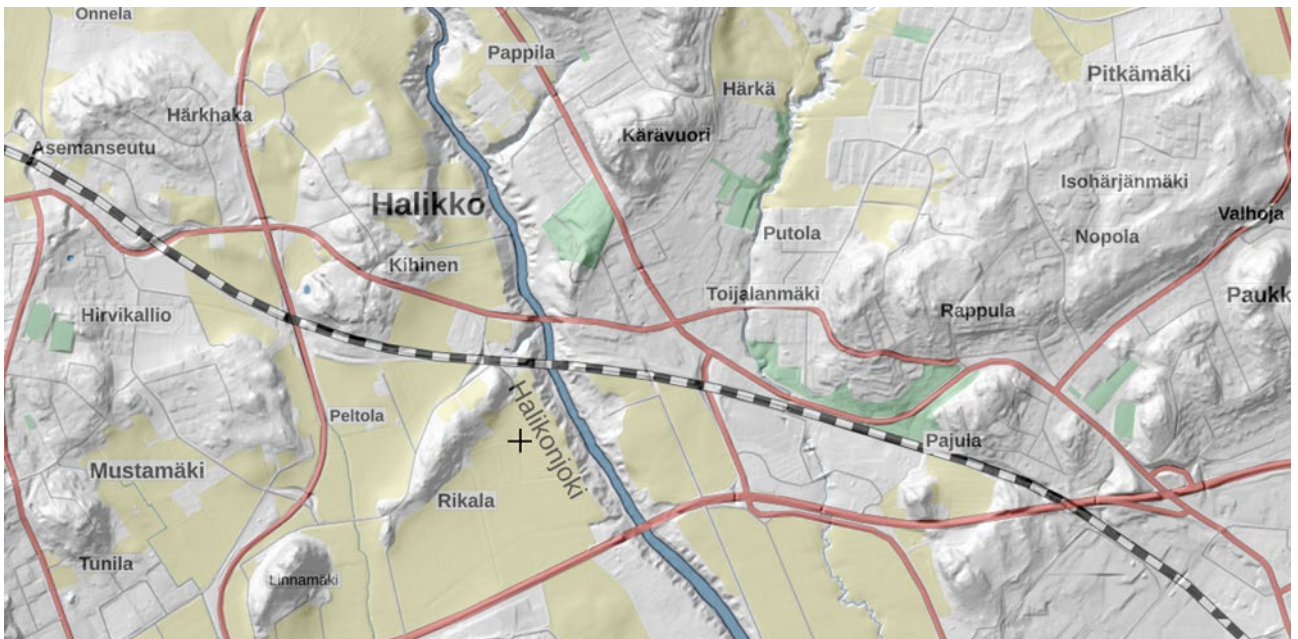 Onnela
Pappila
Pitkämäki
Härkä
Härkhaka
Kärävuori
Asemanseutu
Isohärjänmäki
Halikko
Valhoja
Putola
Nopola
Kihinen
Toijalanmäki
Paukk
Rappula
Hirvikallio
Halikonjoki
Peltola
Pajula
Mustamäki
Rikala
Tunila
Linnamäki